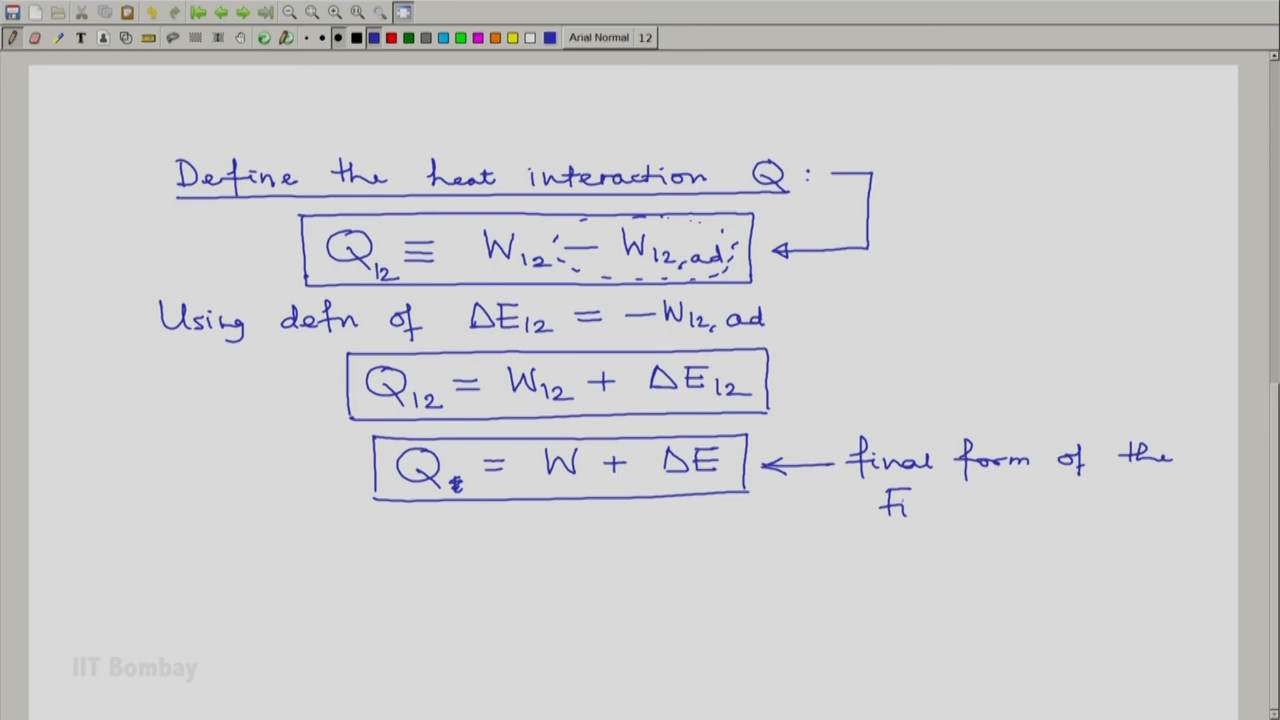 Arial Normal 12
Define the heat interaction Q :
Q12 ≡ W12 – W12,ad
Using defn of ΔE12 = –W12,ad
Q12 = W12 + ΔE12
Q = W + ΔE ← final form of the
Fi
IIT Bombay